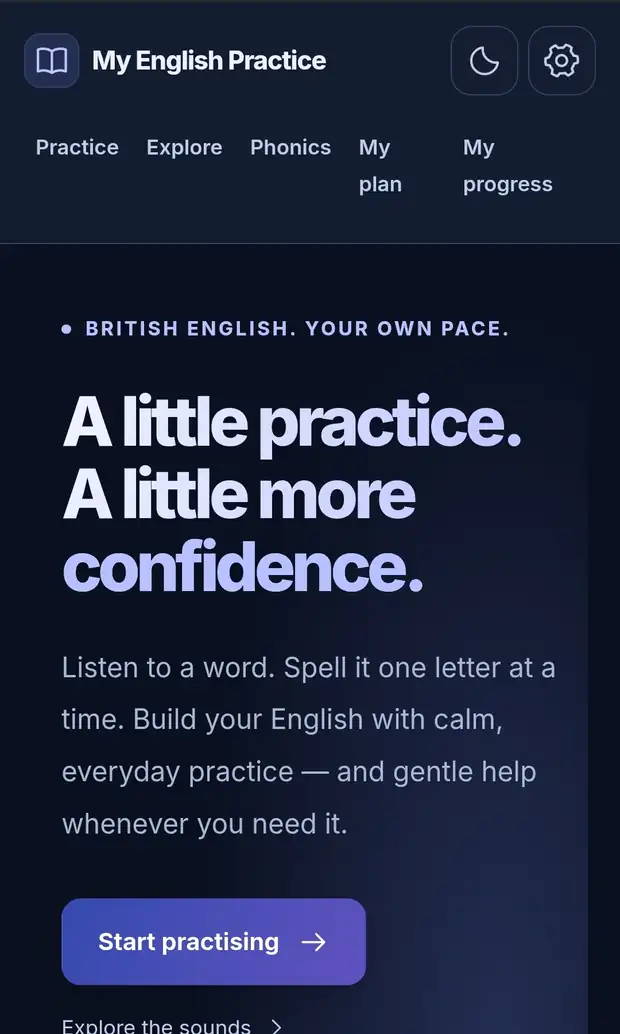 My English Practice
Practice Explore Phonics My plan My progress
BRITISH ENGLISH. YOUR OWN PACE.
A little practice.
A little more
confidence.
Listen to a word. Spell it one letter at a
time. Build your English with calm,
everyday practice — and gentle help
whenever you need it.
Start practising
Explore the sounds